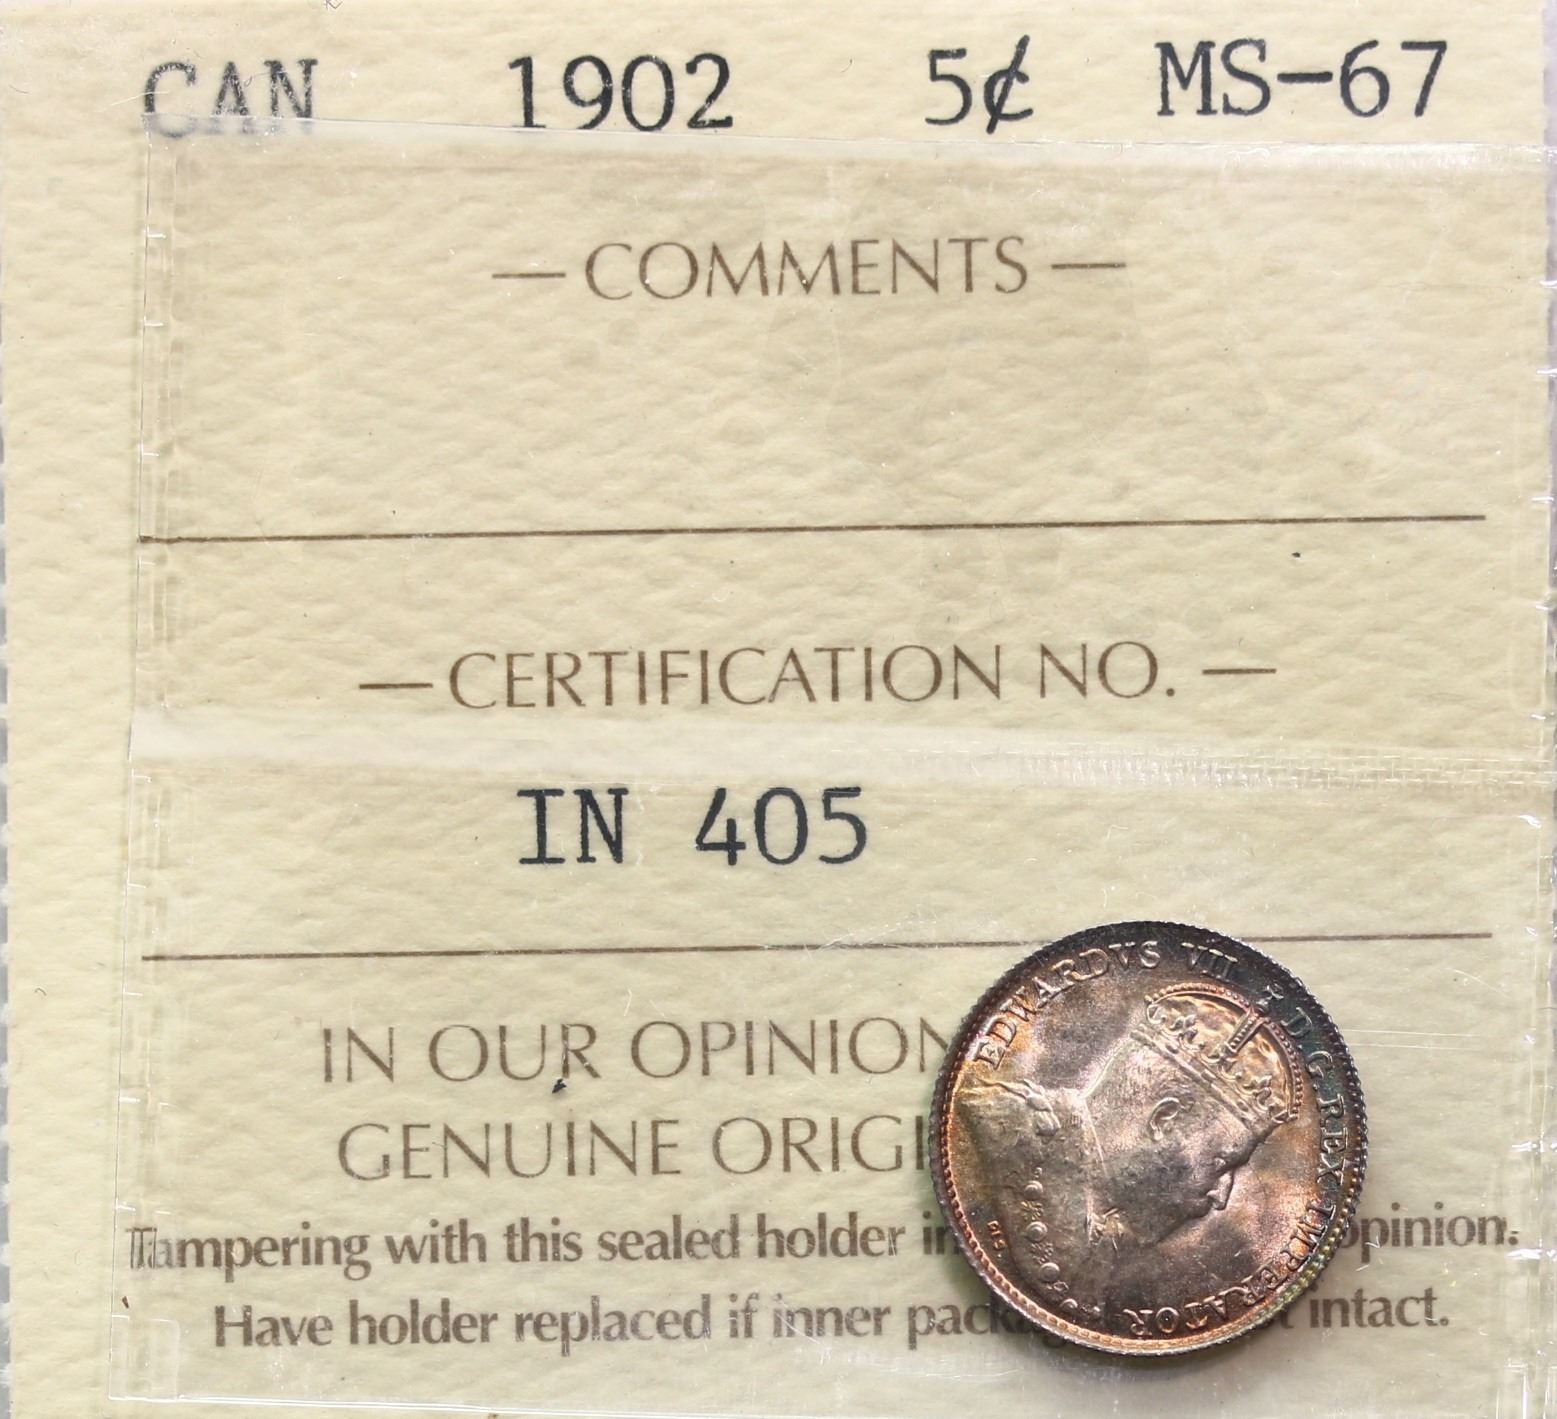 CAN 1902 5¢ MS-67
— COMMENTS —
— CERTIFICATION NO. —
IN 405
IN OUR OPINION
GENUINE ORIGI
Tampering with this sealed holder in opinion.
Have holder replaced if inner packag t intact.
EDWARDVS VII D.G. REX IMPERATOR